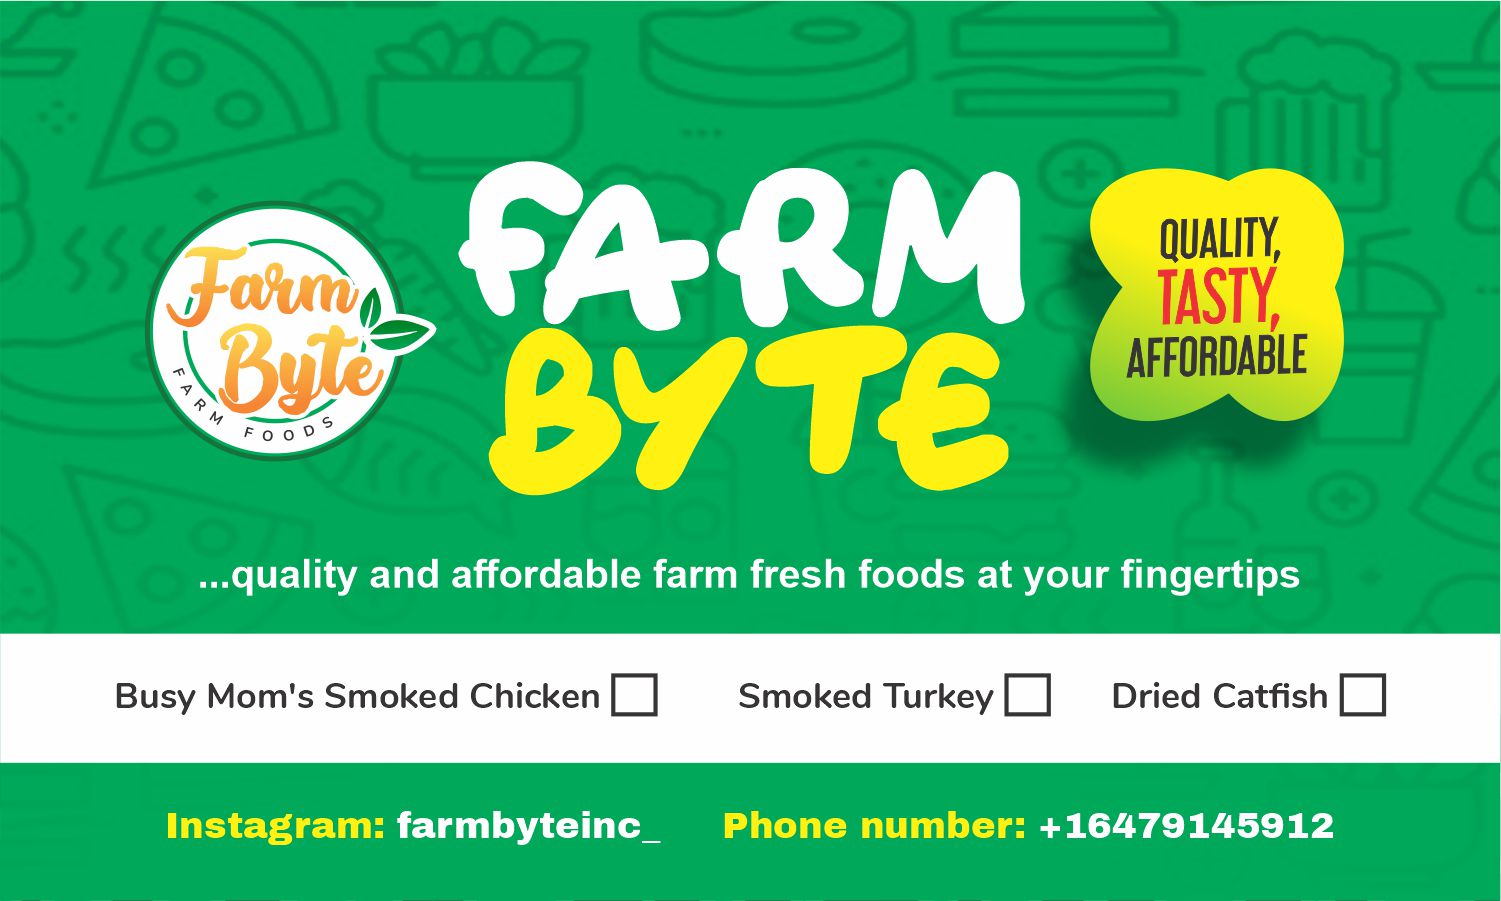 Farm
Byte
FARM FOODS
FARM
BYTE
QUALITY,
TASTY,
AFFORDABLE
...quality and affordable farm fresh foods at your fingertips
Busy Mom's Smoked Chicken Smoked Turkey Dried Catfish
Instagram: farmbyteinc_ Phone number: +16479145912